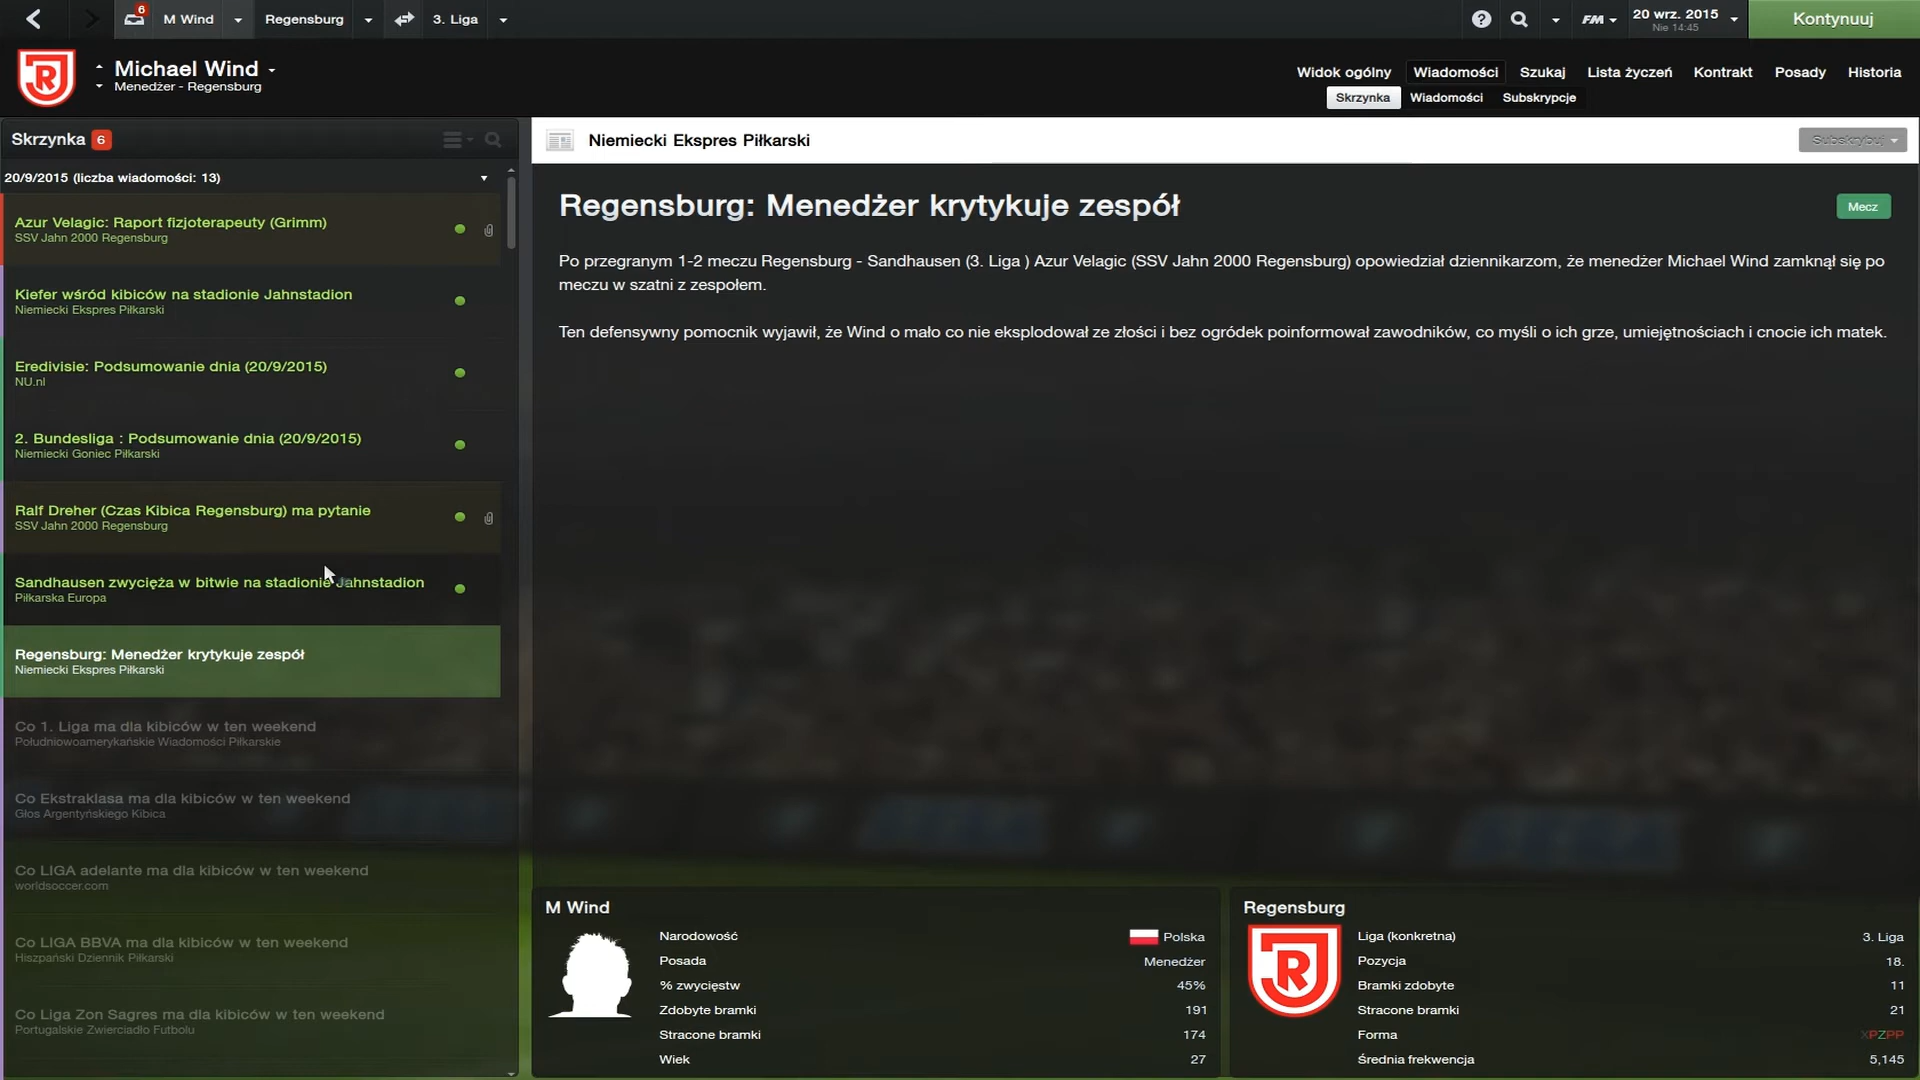 6
M Wind
Regensburg
3. Liga
FM
20 wrz. 2015
Nie 14:45
Kontynuuj
Michael Wind
Menedżer - Regensburg
Widok ogólny
Wiadomości
Szukaj
Lista życzeń
Kontrakt
Posady
Historia
Skrzynka
Wiadomości
Subskrypcje
Skrzynka 6
20/9/2015 (liczba wiadomości: 13)
Azur Velagic: Raport fizjoterapeuty (Grimm)
SSV Jahn 2000 Regensburg
Kiefer wśród kibiców na stadionie Jahnstadion
Niemiecki Ekspres Piłkarski
Eredivisie: Podsumowanie dnia (20/9/2015)
NU.nl
2. Bundesliga : Podsumowanie dnia (20/9/2015)
Niemiecki Goniec Piłkarski
Ralf Dreher (Czas Kibica Regensburg) ma pytanie
SSV Jahn 2000 Regensburg
Sandhausen zwycięża w bitwie na stadionie Jahnstadion
Piłkarska Europa
Regensburg: Menedżer krytykuje zespół
Niemiecki Ekspres Piłkarski
Co 1. Liga ma dla kibiców w ten weekend
Południowoamerykańskie Wiadomości Piłkarskie
Co Ekstraklasa ma dla kibiców w ten weekend
Głos Argentyńskiego Kibica
Co LIGA adelante ma dla kibiców w ten weekend
worldsoccer.com
Co LIGA BBVA ma dla kibiców w ten weekend
Hiszpański Dziennik Piłkarski
Co Liga Zon Sagres ma dla kibiców w ten weekend
Portugalskie Zwierciadło Futbolu
Niemiecki Ekspres Piłkarski
Subskrybuj
Regensburg: Menedżer krytykuje zespół
Mecz
Po przegranym 1-2 meczu Regensburg - Sandhausen (3. Liga ) Azur Velagic (SSV Jahn 2000 Regensburg) opowiedział dziennikarzom, że menedżer Michael Wind zamknął się po
meczu w szatni z zespołem.
Ten defensywny pomocnik wyjawił, że Wind o mało co nie eksplodował ze złości i bez ogródek poinformował zawodników, co myśli o ich grze, umiejętnościach i cnocie ich matek.
M Wind
Narodowość Polska
Posada Menedżer
% zwycięstw 45%
Zdobyte bramki 191
Stracone bramki 174
Wiek 27
Regensburg
R
Liga (konkretna) 3. Liga
Pozycja 18.
Bramki zdobyte 11
Stracone bramki 21
Forma XPZPP
Średnia frekwencja 5,145